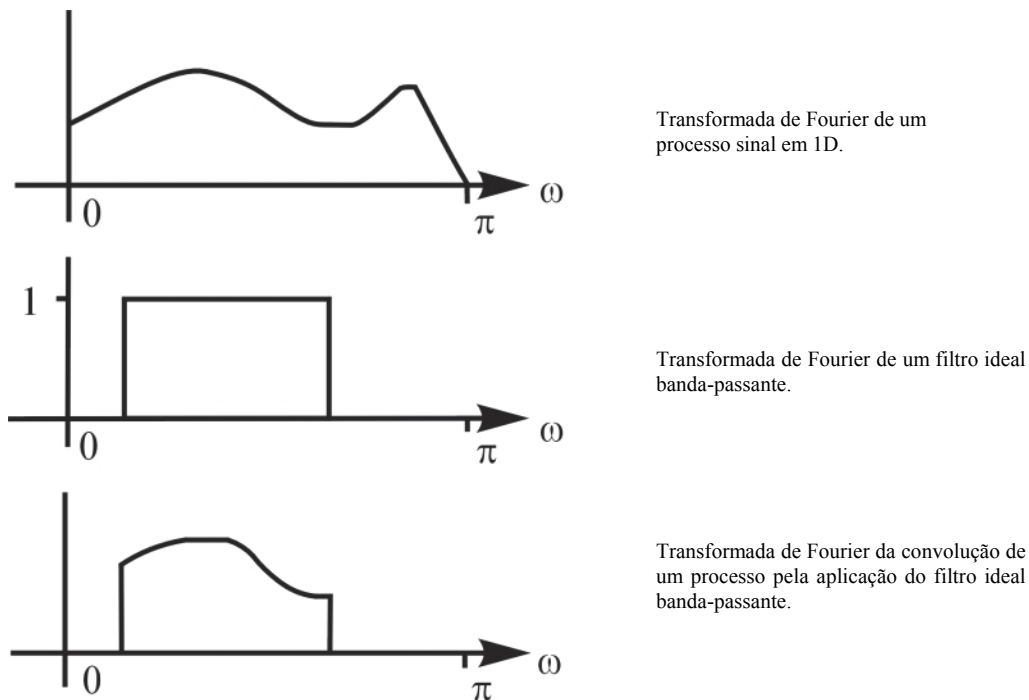 Transformada de Fourier de um
processo sinal em 1D.
0
π
ω
1
Transformada de Fourier de um filtro ideal
banda-passante.
0
π
ω
Transformada de Fourier da convolução de
um processo pela aplicação do filtro ideal
banda-passante.
0
π
ω